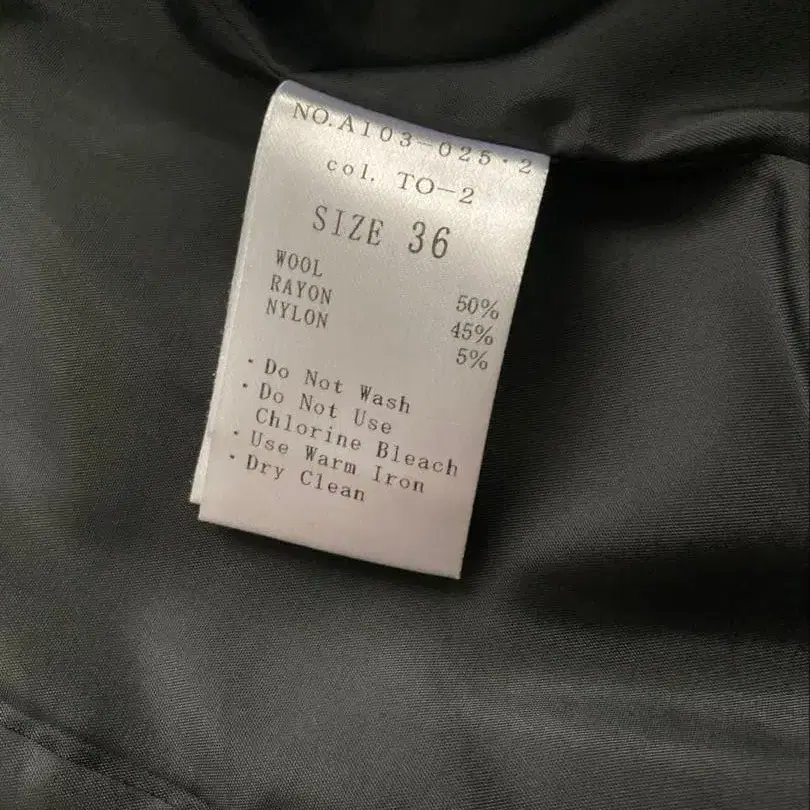 NO.A103-025・2
col. TO-2
SIZE 36
WOOL 50%
RAYON 45%
NYLON 5%
・Do Not Wash
・Do Not Use
Chlorine Bleach
・Use Warm Iron
・Dry Clean